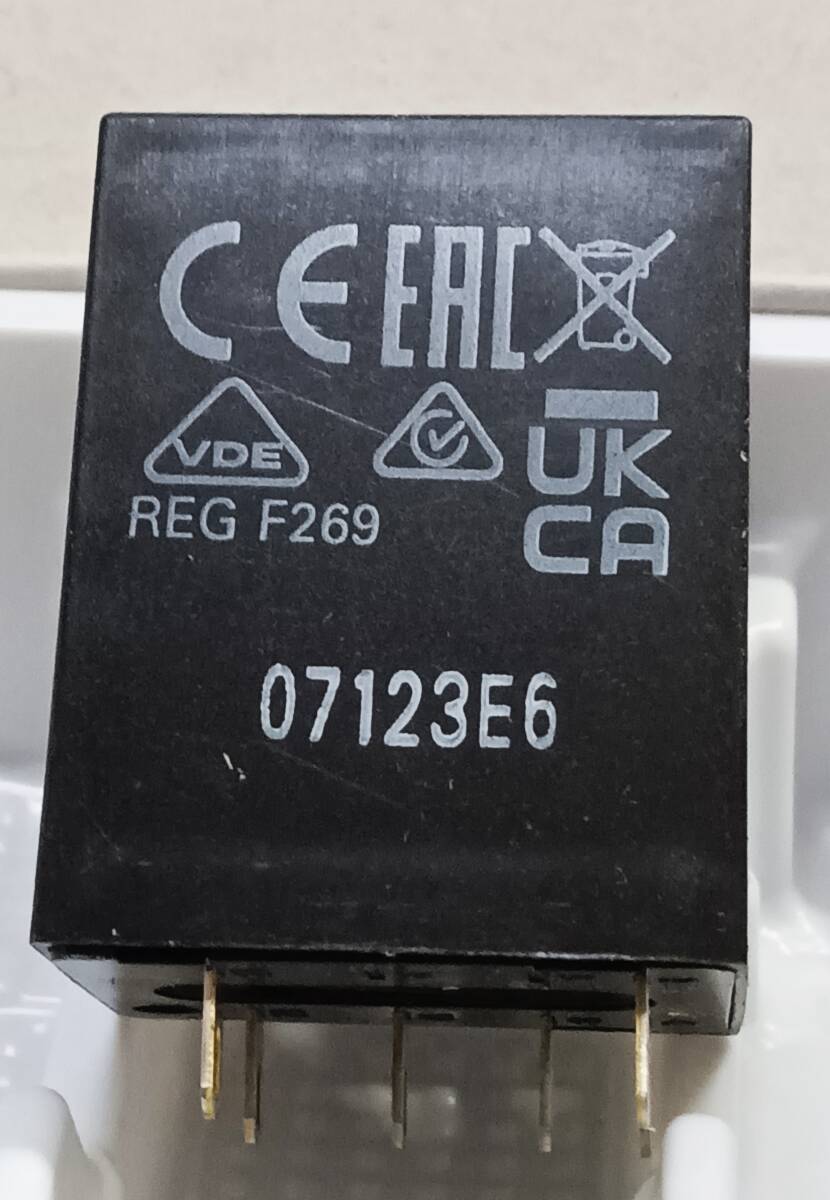 CE EAC
VDE
REG F269
UK
CA
07123E6